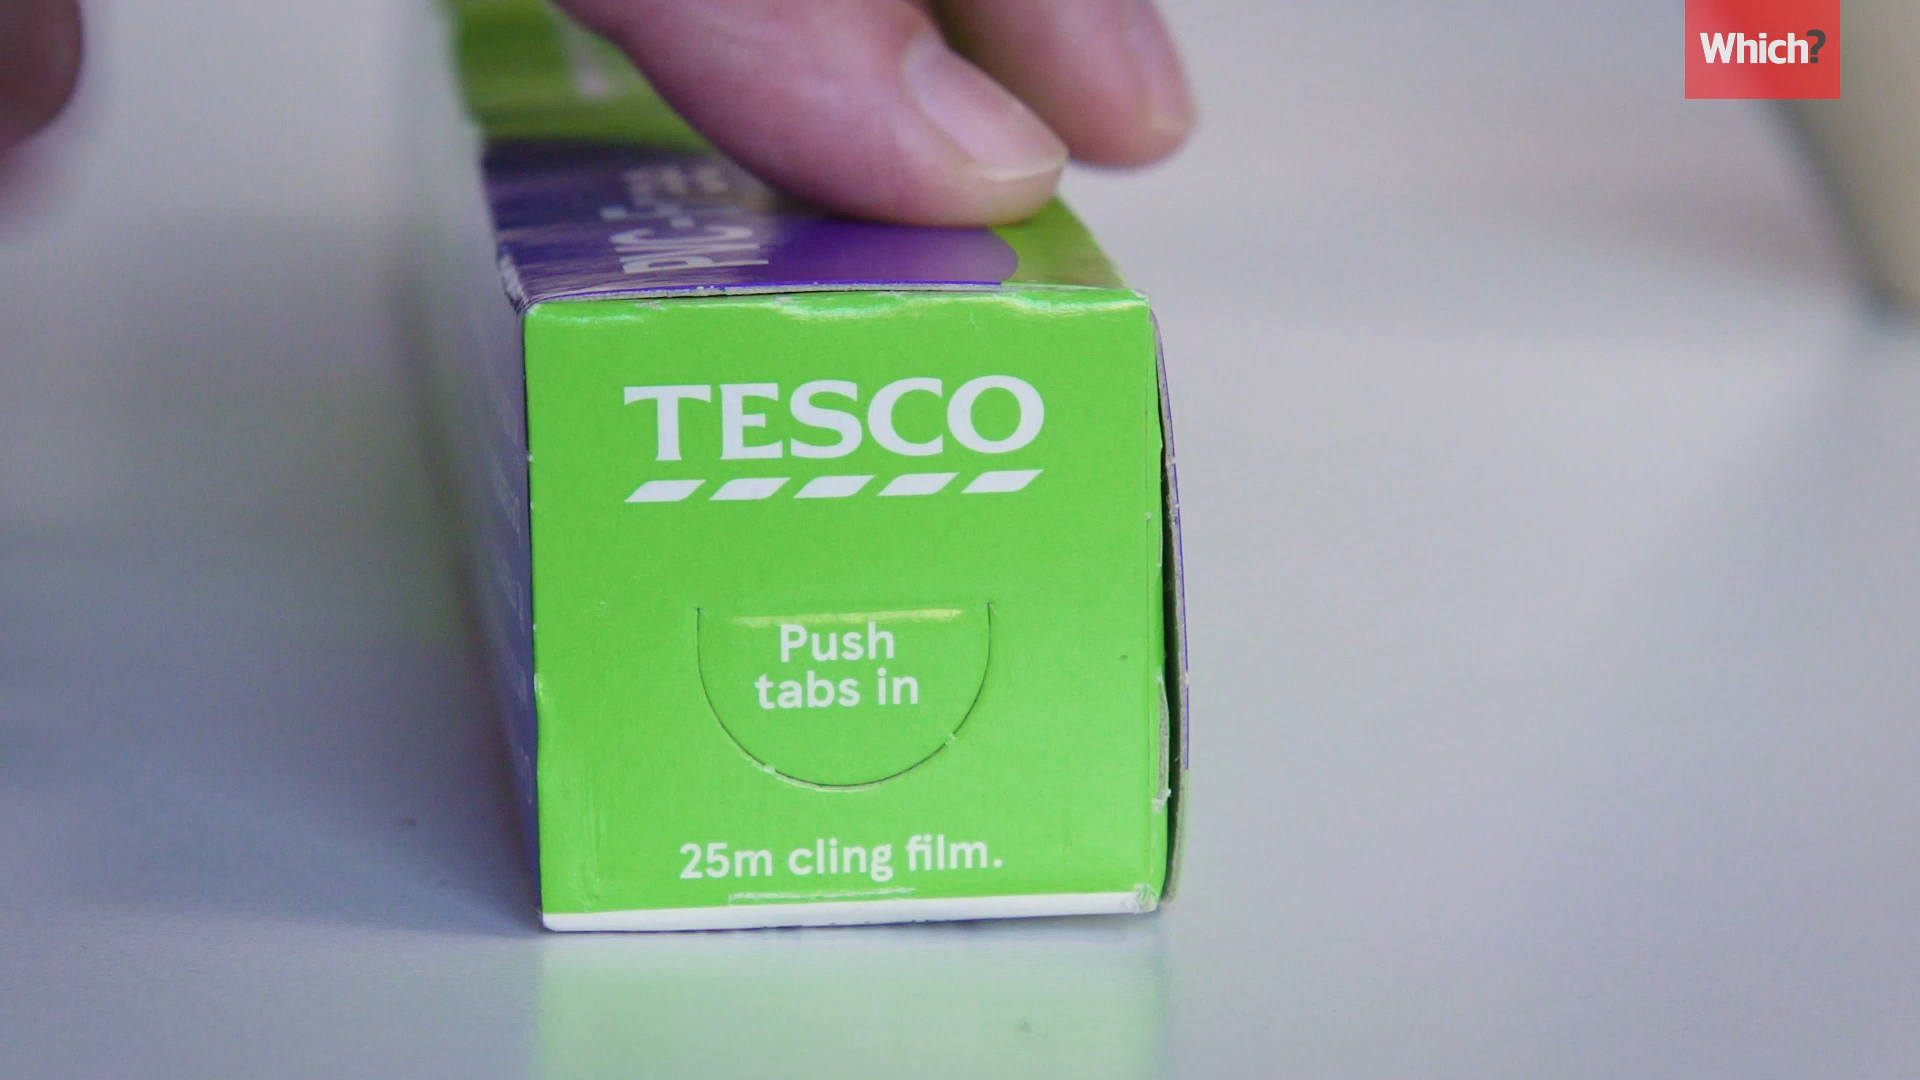 Which?
TESCO
Push
tabs in
25m cling film.